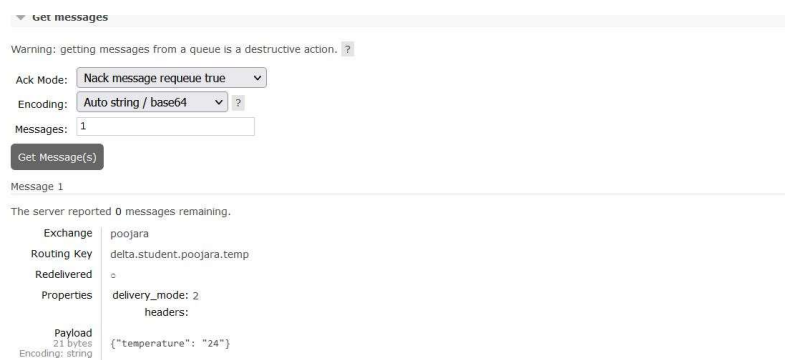 Get messages
Warning: getting messages from a queue is a destructive action. ?
Ack Mode: Nack message requeue true
Encoding: Auto string / base64 ?
Messages: 1
Get Message(s)
Message 1
The server reported 0 messages remaining.
Exchange poojara
Routing Key delta.student.poojara.temp
Redelivered ○
Properties delivery_mode: 2
headers:
Payload
21 bytes
Encoding: string
{"temperature": "24"}